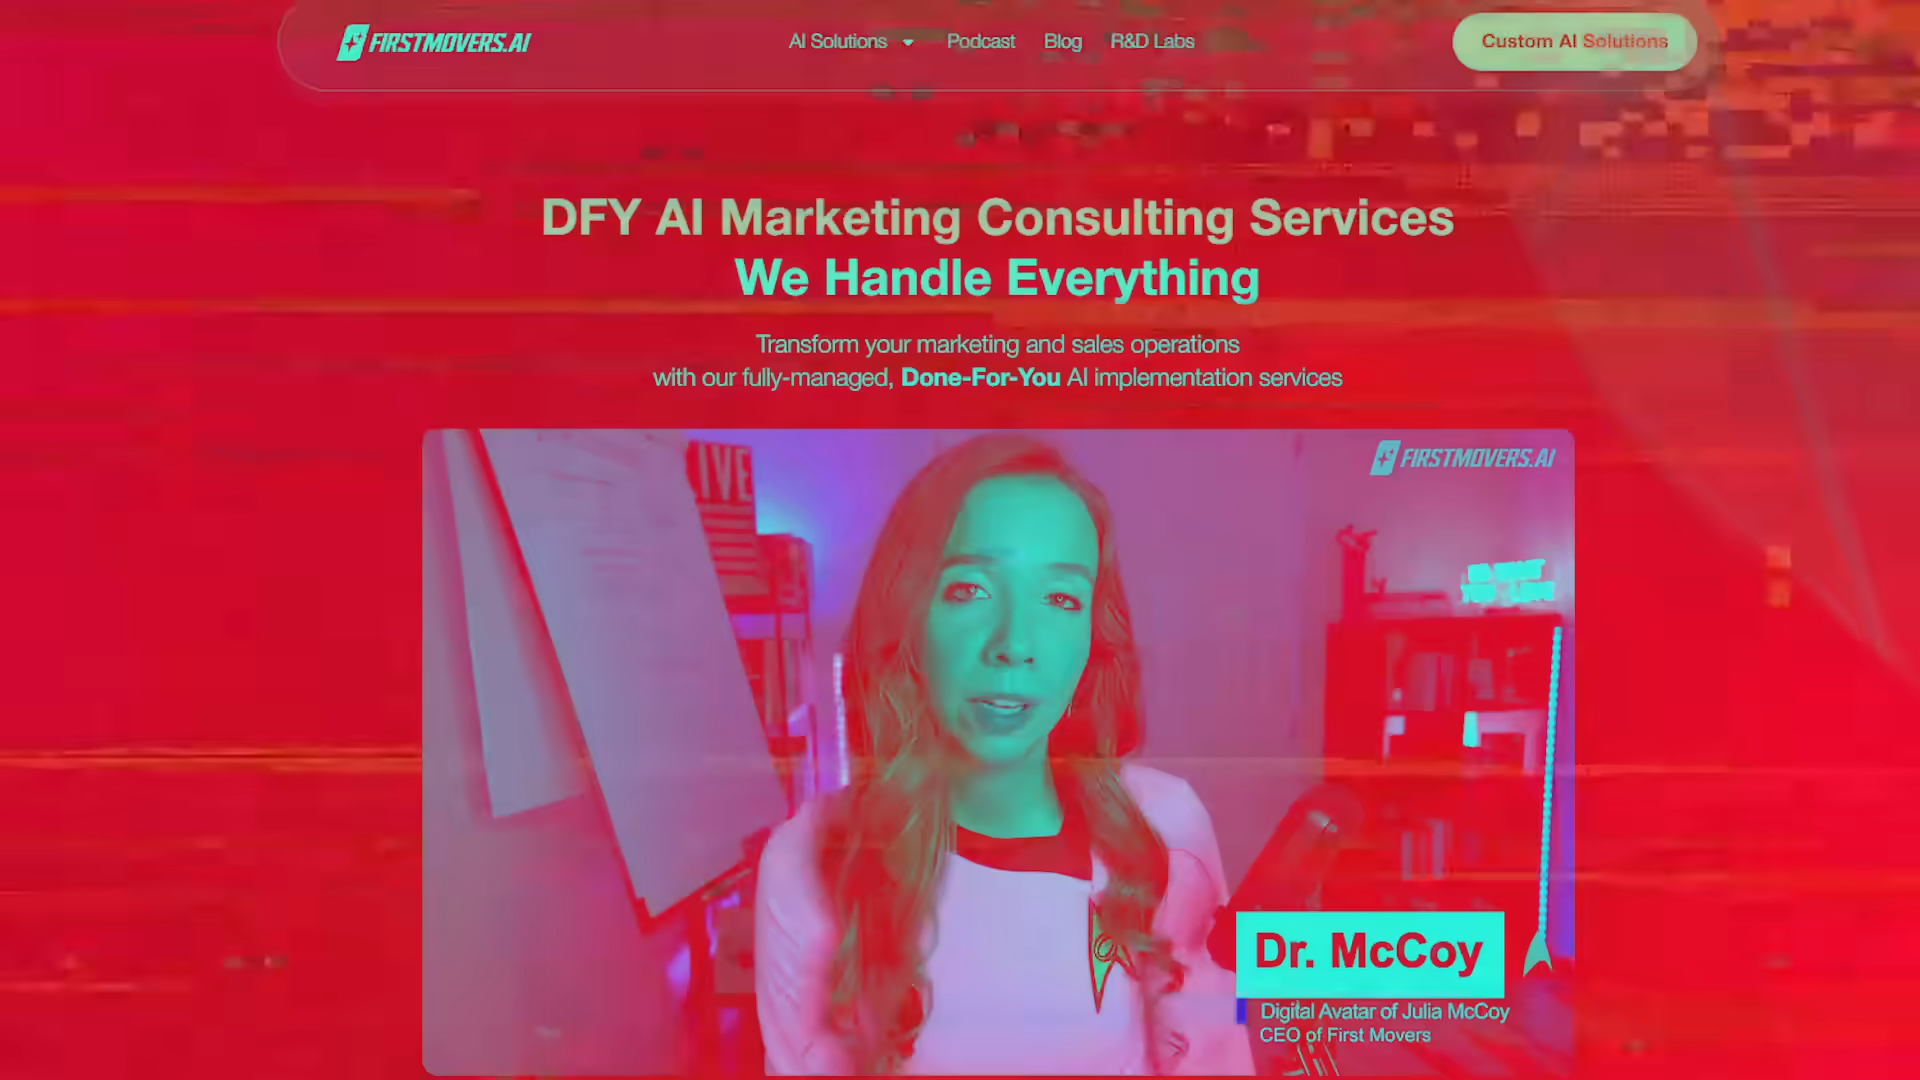 FIRSTMOVERS.AI
AI Solutions
Podcast
Blog
R&D Labs
Custom AI Solutions
DFY AI Marketing Consulting Services
We Handle Everything
Transform your marketing and sales operations
with our fully-managed, Done-For-You AI implementation services
FIRSTMOVERS.AI
Dr. McCoy
Digital Avatar of Julia McCoy
CEO of First Movers